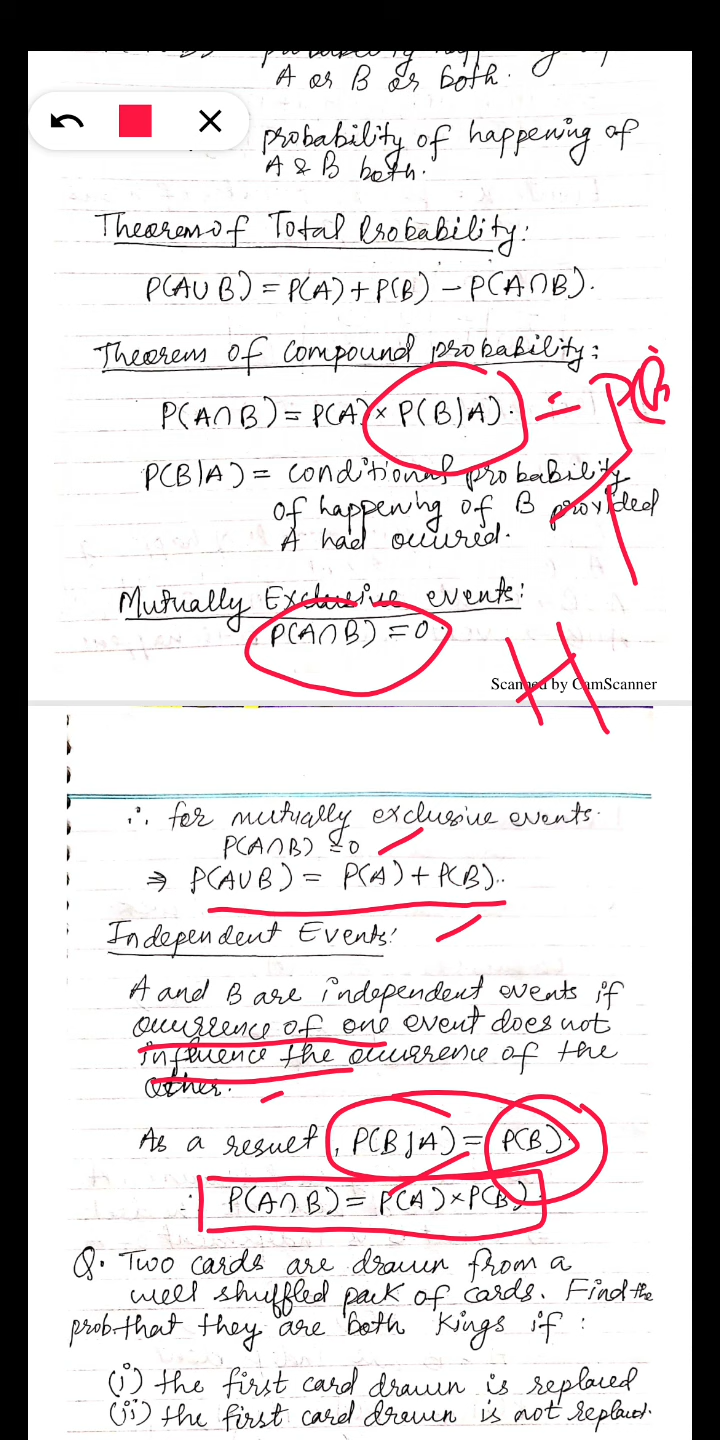 A or B or both.
probability of happening of
A & B both.
Theorem of Total Probability:
P(A∪B) = P(A) + P(B) - P(A∩B).
Theorem of Compound probability:
P(A∩B) = P(A) × P(B|A). = P(B
P(B|A) = conditional probability
of happening of B provided
A had occured.
Mutually Exclusive events:
P(A∩B) = 0
H
Scanned by CamScanner
∴ for mutually exclusive events.
P(A∩B) = 0
⇒ P(A∪B) = P(A) + P(B)..
Independent Events:
A and B are independent events if
occurrence of one event does not
influence the occurrence of the
other.
As a result, P(B|A) = P(B).
∴ P(A∩B) = P(A) × P(B).
Q. Two cards are drawn from a
well shuffled pack of cards. Find the
prob. that they are both kings if :
(i) the first card drawn is replaced
(ii) the first card drawn is not replaced.